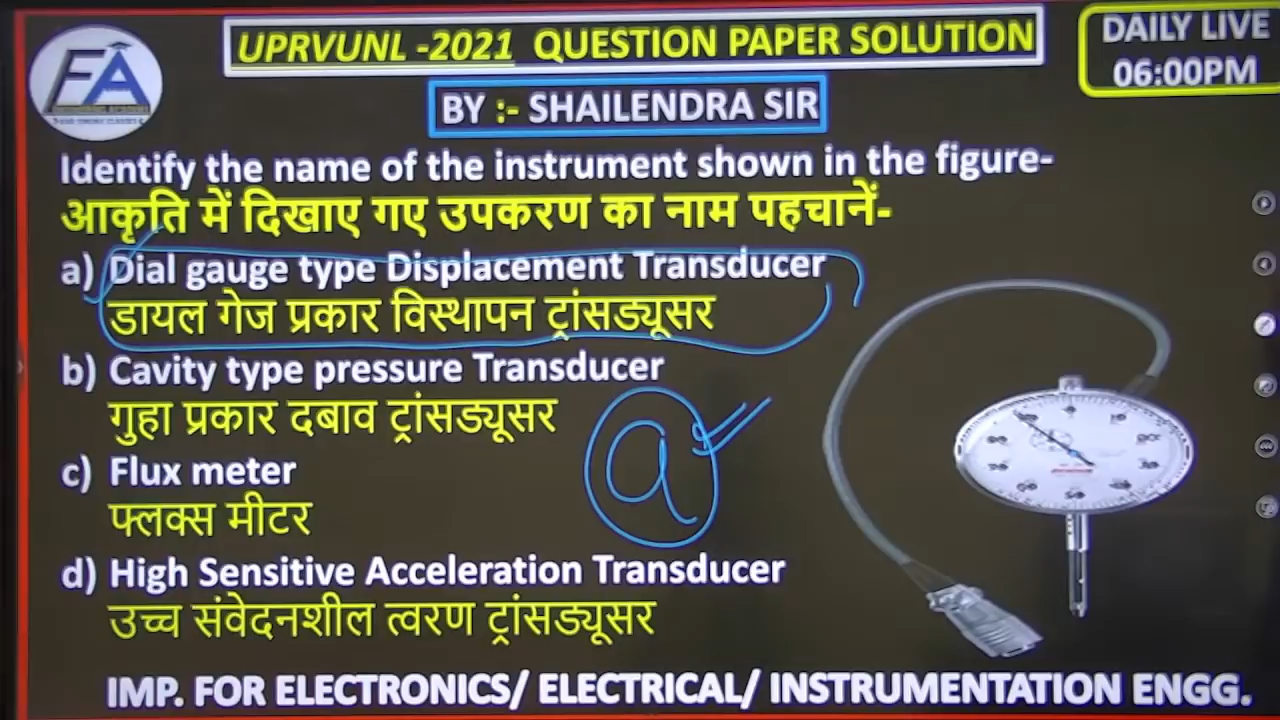 UPRVUNL -2021 QUESTION PAPER SOLUTION
DAILY LIVE
06:00PM
BY :- SHAILENDRA SIR
EA
Identify the name of the instrument shown in the figure-
आकृति में दिखाए गए उपकरण का नाम पहचानें-
a) Dial gauge type Displacement Transducer
डायल गेज प्रकार विस्थापन ट्रांसड्यूसर
b) Cavity type pressure Transducer
गुहा प्रकार दबाव ट्रांसड्यूसर
a
c) Flux meter
फ्लक्स मीटर
d) High Sensitive Acceleration Transducer
उच्च संवेदनशील त्वरण ट्रांसड्यूसर
IMP. FOR ELECTRONICS/ ELECTRICAL/ INSTRUMENTATION ENGG.